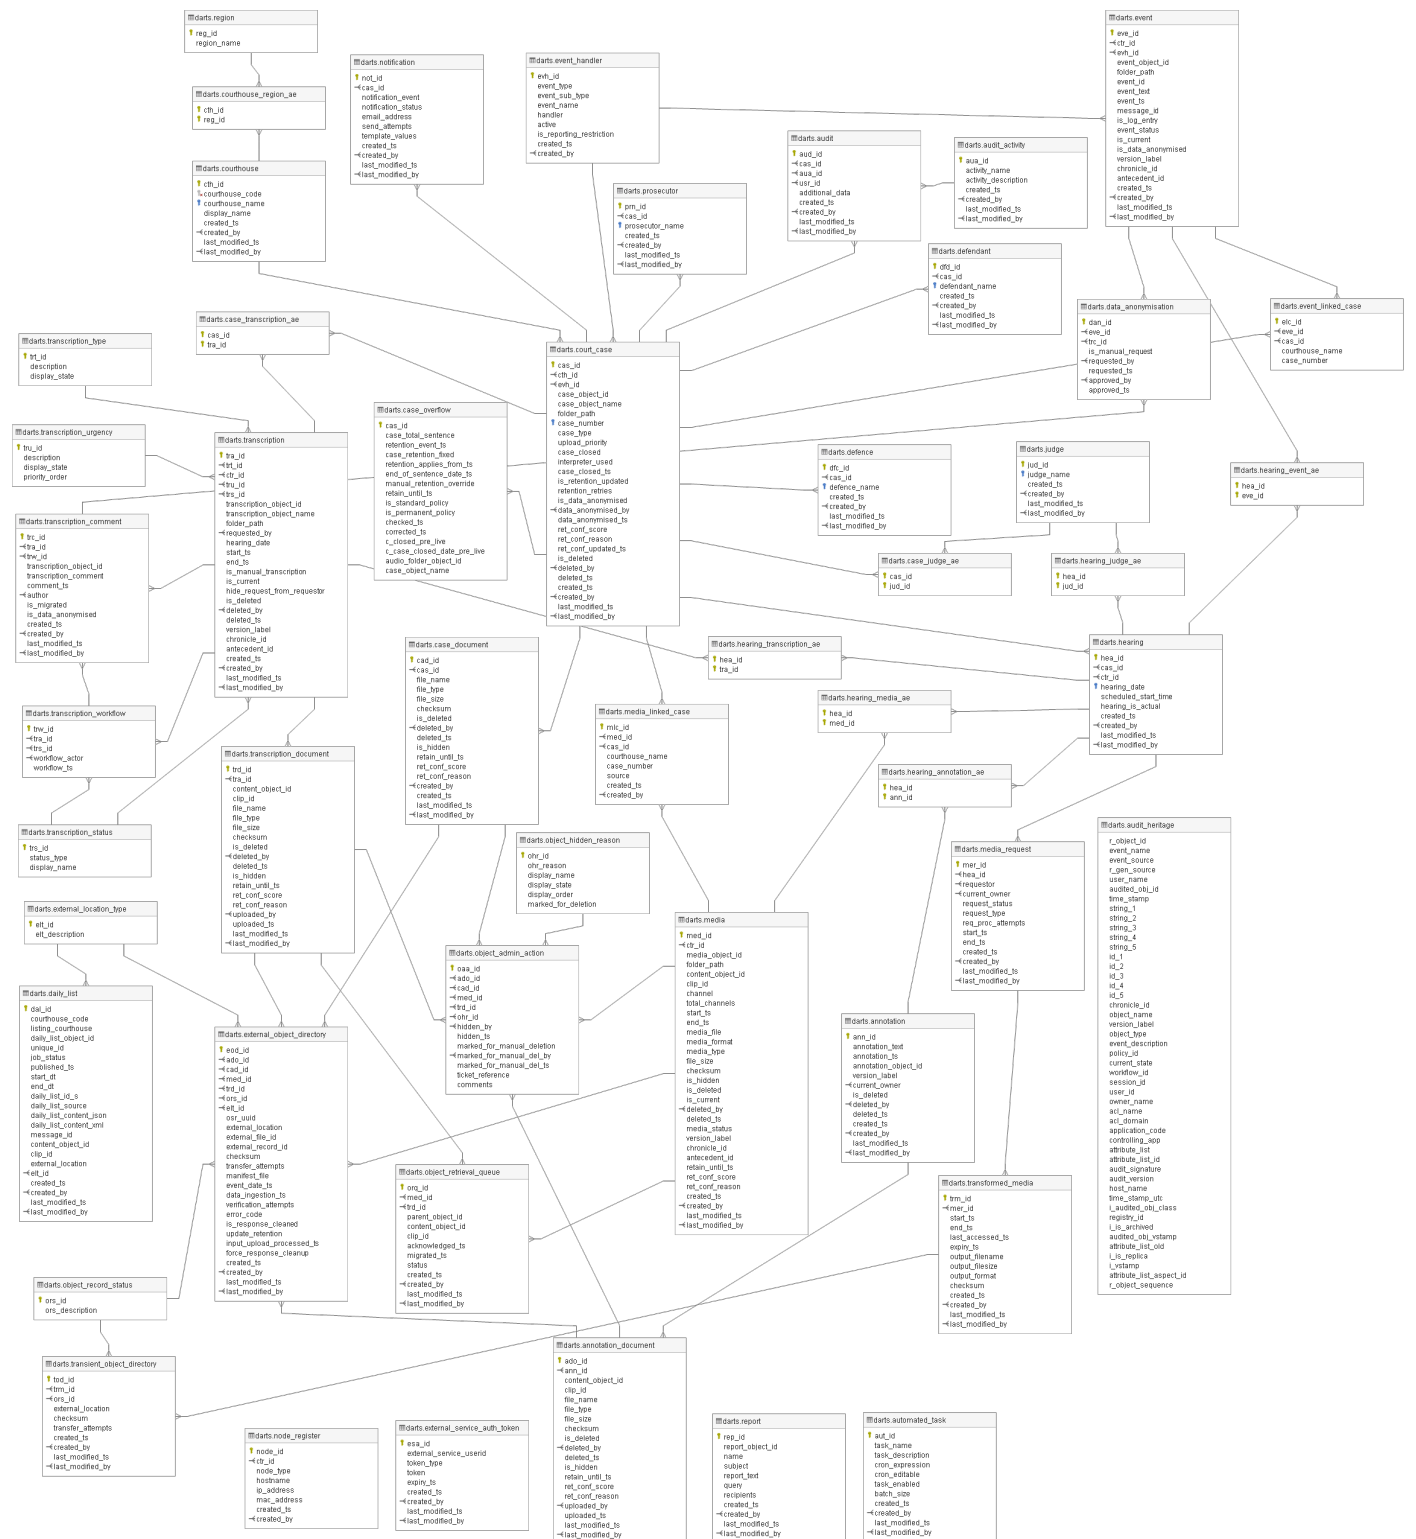 darts.region
reg_id
region_name
darts.courthouse_region_ae
cth_id
reg_id
darts.courthouse
cth_id
courthouse_code
courthouse_name
display_name
created_ts
created_by
last_modified_ts
last_modified_by
darts.notification
not_id
cas_id
notification_event
notification_status
email_address
send_attempts
template_values
created_ts
created_by
last_modified_ts
last_modified_by
darts.event_handler
evh_id
event_type
event_sub_type
event_name
handler
active
is_reporting_restriction
created_ts
created_by
darts.prosecutor
prn_id
cas_id
prosecutor_name
created_ts
created_by
last_modified_ts
last_modified_by
darts.audit
aud_id
cas_id
aua_id
usr_id
additional_data
created_ts
created_by
last_modified_ts
last_modified_by
darts.audit_activity
aua_id
activity_name
activity_description
created_ts
created_by
last_modified_ts
last_modified_by
darts.event
eve_id
ctr_id
evh_id
event_object_id
folder_path
event_id
event_text
event_ts
message_id
is_log_entry
event_status
is_current
is_data_anonymised
version_label
chronicle_id
antecedent_id
created_ts
created_by
last_modified_ts
last_modified_by
darts.defendant
dfd_id
cas_id
defendant_name
created_ts
created_by
last_modified_ts
last_modified_by
darts.data_anonymisation
dan_id
eve_id
trc_id
is_manual_request
requested_by
requested_ts
approved_by
approved_ts
darts.event_linked_case
elc_id
eve_id
cas_id
courthouse_name
case_number
darts.case_transcription_ae
cas_id
tra_id
darts.transcription_type
trt_id
description
display_state
darts.transcription_urgency
tru_id
description
display_state
priority_order
darts.transcription
tra_id
trt_id
ctr_id
tru_id
trs_id
transcription_object_id
transcription_object_name
folder_path
requested_by
hearing_date
start_ts
end_ts
is_manual_transcription
is_current
hide_request_from_requestor
is_deleted
deleted_by
deleted_ts
version_label
chronicle_id
antecedent_id
created_ts
created_by
last_modified_ts
last_modified_by
darts.case_overflow
cas_id
case_total_sentence
retention_event_ts
case_retention_fixed
retention_applies_from_ts
end_of_sentence_date_ts
manual_retention_override
retain_until_ts
is_standard_policy
is_permanent_policy
checked_ts
corrected_ts
c_closed_pre_live
c_case_closed_date_pre_live
audio_folder_object_id
case_object_name
darts.court_case
cas_id
cth_id
evh_id
case_object_id
case_object_name
folder_path
case_number
case_type
upload_priority
case_closed
interpreter_used
case_closed_ts
is_retention_updated
retention_retries
is_data_anonymised
data_anonymised_by
data_anonymised_ts
ret_conf_score
ret_conf_reason
ret_conf_updated_ts
is_deleted
deleted_by
deleted_ts
created_ts
created_by
last_modified_ts
last_modified_by
darts.defence
dfc_id
cas_id
defence_name
created_ts
created_by
last_modified_ts
last_modified_by
darts.judge
jud_id
judge_name
created_ts
created_by
last_modified_ts
last_modified_by
darts.hearing_event_ae
hea_id
eve_id
darts.case_judge_ae
cas_id
jud_id
darts.hearing_judge_ae
hea_id
jud_id
darts.transcription_comment
trc_id
tra_id
trw_id
transcription_object_id
transcription_comment
comment_ts
author
is_migrated
is_data_anonymised
created_ts
created_by
last_modified_ts
last_modified_by
darts.case_document
cad_id
cas_id
file_name
file_type
file_size
checksum
is_deleted
deleted_by
deleted_ts
is_hidden
retain_until_ts
ret_conf_score
ret_conf_reason
created_by
created_ts
last_modified_ts
last_modified_by
darts.hearing_transcription_ae
hea_id
tra_id
darts.hearing
hea_id
cas_id
ctr_id
hearing_date
scheduled_start_time
hearing_is_actual
created_ts
created_by
last_modified_ts
last_modified_by
darts.hearing_media_ae
hea_id
med_id
darts.media_linked_case
mlc_id
med_id
cas_id
courthouse_name
case_number
source
created_ts
created_by
darts.transcription_workflow
trw_id
tra_id
trs_id
workflow_actor
workflow_ts
darts.transcription_document
trd_id
tra_id
content_object_id
clip_id
file_name
file_type
file_size
checksum
is_deleted
deleted_by
deleted_ts
is_hidden
retain_until_ts
ret_conf_score
ret_conf_reason
uploaded_by
uploaded_ts
last_modified_ts
last_modified_by
darts.hearing_annotation_ae
hea_id
ann_id
darts.transcription_status
trs_id
status_type
display_name
darts.object_hidden_reason
ohr_id
ohr_reason
display_name
display_state
display_order
marked_for_deletion
darts.media_request
mer_id
hea_id
requestor
current_owner
request_status
request_type
req_proc_attempts
start_ts
end_ts
created_ts
created_by
last_modified_ts
last_modified_by
darts.audit_heritage
r_object_id
event_name
event_source
r_gen_source
user_name
audited_obj_id
time_stamp
string_1
string_2
string_3
string_4
string_5
id_1
id_2
id_3
id_4
id_5
chronicle_id
object_name
version_label
object_type
event_description
policy_id
current_state
workflow_id
session_id
user_id
owner_name
acl_name
acl_domain
application_code
controlling_app
attribute_list
attribute_list_id
audit_signature
audit_version
host_name
time_stamp_utc
i_audited_obj_class
registry_id
i_is_archived
audited_obj_vstamp
attribute_list_old
i_is_replica
i_vstamp
attribute_list_aspect_id
r_object_sequence
darts.external_location_type
elt_id
elt_description
darts.media
med_id
ctr_id
media_object_id
folder_path
content_object_id
clip_id
channel
total_channels
start_ts
end_ts
media_file
media_format
media_type
file_size
checksum
is_hidden
is_deleted
is_current
deleted_by
deleted_ts
media_status
version_label
chronicle_id
antecedent_id
retain_until_ts
ret_conf_score
ret_conf_reason
created_ts
created_by
last_modified_ts
last_modified_by
darts.object_admin_action
oaa_id
ado_id
cad_id
med_id
trd_id
ohr_id
hidden_by
hidden_ts
marked_for_manual_deletion
marked_for_manual_del_by
marked_for_manual_del_ts
ticket_reference
comments
darts.daily_list
dal_id
courthouse_code
listing_courthouse
daily_list_object_id
unique_id
job_status
published_ts
start_dt
end_dt
daily_list_id_s
daily_list_source
daily_list_content_json
daily_list_content_xml
message_id
content_object_id
clip_id
external_location
elt_id
created_ts
created_by
last_modified_ts
last_modified_by
darts.external_object_directory
eod_id
ado_id
cad_id
med_id
trd_id
ors_id
elt_id
osr_uuid
external_location
external_file_id
external_record_id
checksum
transfer_attempts
manifest_file
event_date_ts
data_ingestion_ts
verification_attempts
error_code
is_response_cleaned
update_retention
input_upload_processed_ts
force_response_cleanup
created_ts
created_by
last_modified_ts
last_modified_by
darts.annotation
ann_id
annotation_text
annotation_ts
annotation_object_id
version_label
current_owner
is_deleted
deleted_by
deleted_ts
created_ts
created_by
last_modified_ts
last_modified_by
darts.object_retrieval_queue
orq_id
med_id
trd_id
parent_object_id
content_object_id
clip_id
acknowledged_ts
migrated_ts
status
created_ts
created_by
last_modified_ts
last_modified_by
darts.transformed_media
trm_id
mer_id
start_ts
end_ts
last_accessed_ts
expiry_ts
output_filename
output_filesize
output_format
checksum
created_ts
created_by
last_modified_ts
last_modified_by
darts.object_record_status
ors_id
ors_description
darts.transient_object_directory
tod_id
trm_id
ors_id
external_location
checksum
transfer_attempts
created_ts
created_by
last_modified_ts
last_modified_by
darts.annotation_document
ado_id
ann_id
content_object_id
clip_id
file_name
file_type
file_size
checksum
is_deleted
deleted_by
deleted_ts
is_hidden
retain_until_ts
ret_conf_score
ret_conf_reason
uploaded_by
uploaded_ts
last_modified_ts
last_modified_by
darts.node_register
node_id
ctr_id
node_type
hostname
ip_address
mac_address
created_ts
created_by
darts.external_service_auth_token
esa_id
external_service_userid
token_type
token
expiry_ts
created_ts
created_by
last_modified_ts
last_modified_by
darts.report
rep_id
report_object_id
name
subject
report_text
query
recipients
created_ts
created_by
last_modified_ts
last_modified_by
darts.automated_task
aut_id
task_name
task_description
cron_expression
cron_editable
task_enabled
batch_size
created_ts
created_by
last_modified_ts
last_modified_by